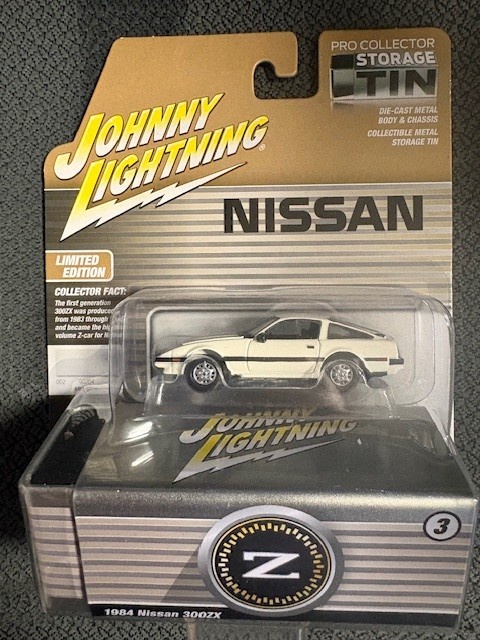 PRO COLLECTOR
STORAGE
TIN
DIE-CAST METAL
BODY & CHASSIS
COLLECTIBLE METAL
STORAGE TIN
JOHNNY
LIGHTNING®
NISSAN
LIMITED
EDITION
COLLECTOR FACT:
The first generation
300ZX was produce
from 1983 through
and became the
volume Z-car for
JOHNNY
LIGHTNING
3
Z
1984 Nissan 300ZX